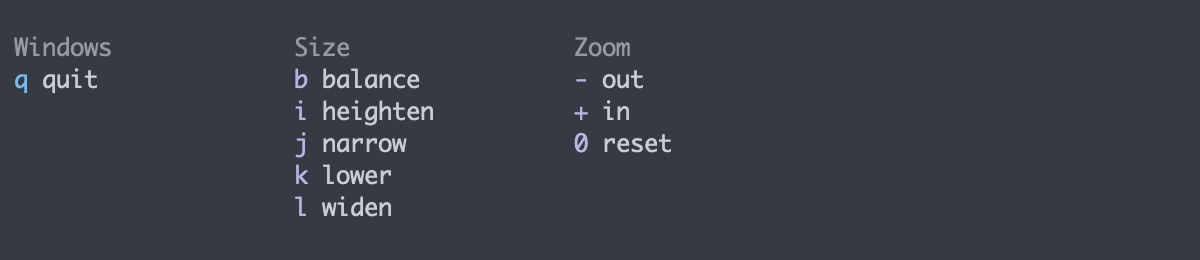 Windows Size Zoom
q quit b balance - out
i heighten + in
j narrow 0 reset
k lower
l widen